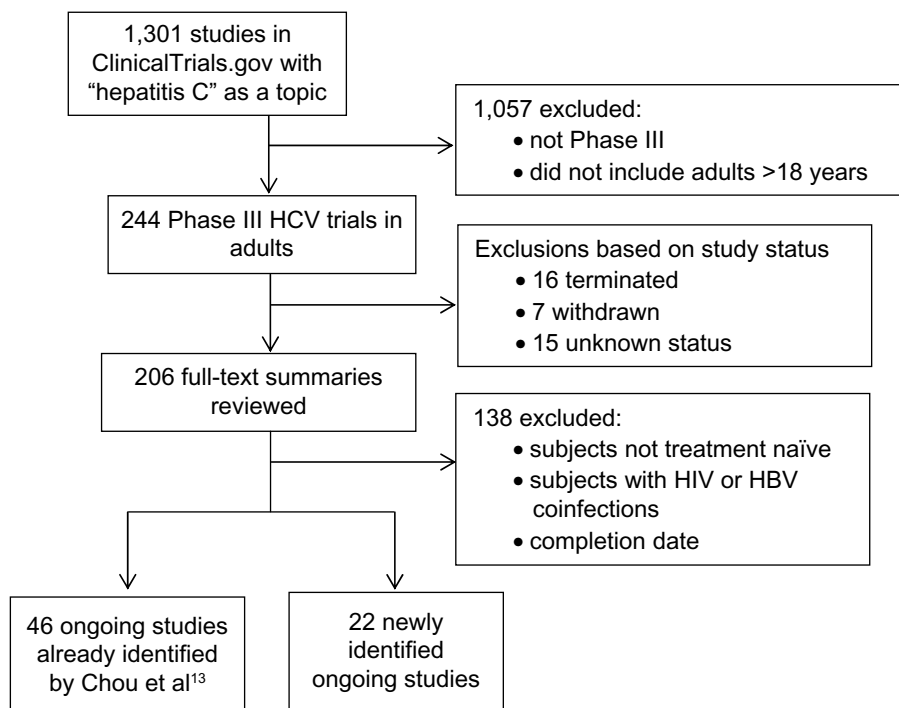 1,301 studies in
ClinicalTrials.gov with
“hepatitis C” as a topic
1,057 excluded:
• not Phase III
• did not include adults >18 years
244 Phase III HCV trials in
adults
Exclusions based on study status
• 16 terminated
• 7 withdrawn
• 15 unknown status
206 full-text summaries
reviewed
138 excluded:
• subjects not treatment naïve
• subjects with HIV or HBV
coinfections
• completion date
46 ongoing studies
already identified
by Chou et al¹³
22 newly
identified
ongoing studies